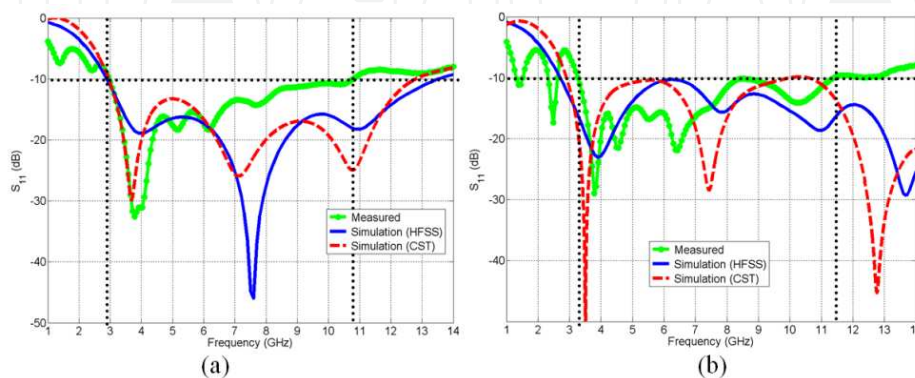 0
-10
-20
-30
-40
-50
S11 (dB)
1 2 3 4 5 6 7 8 9 10 11 12 13 14
Frequency (GHz)
Measured
Simulation (HFSS)
Simulation (CST)
(a)
0
-10
-20
-30
-40
S11 (dB)
1 2 3 4 5 6 7 8 9 10 11 12 13 14
Frequency (GHz)
Measured
Simulation (HFSS)
Simulation (CST)
(b)